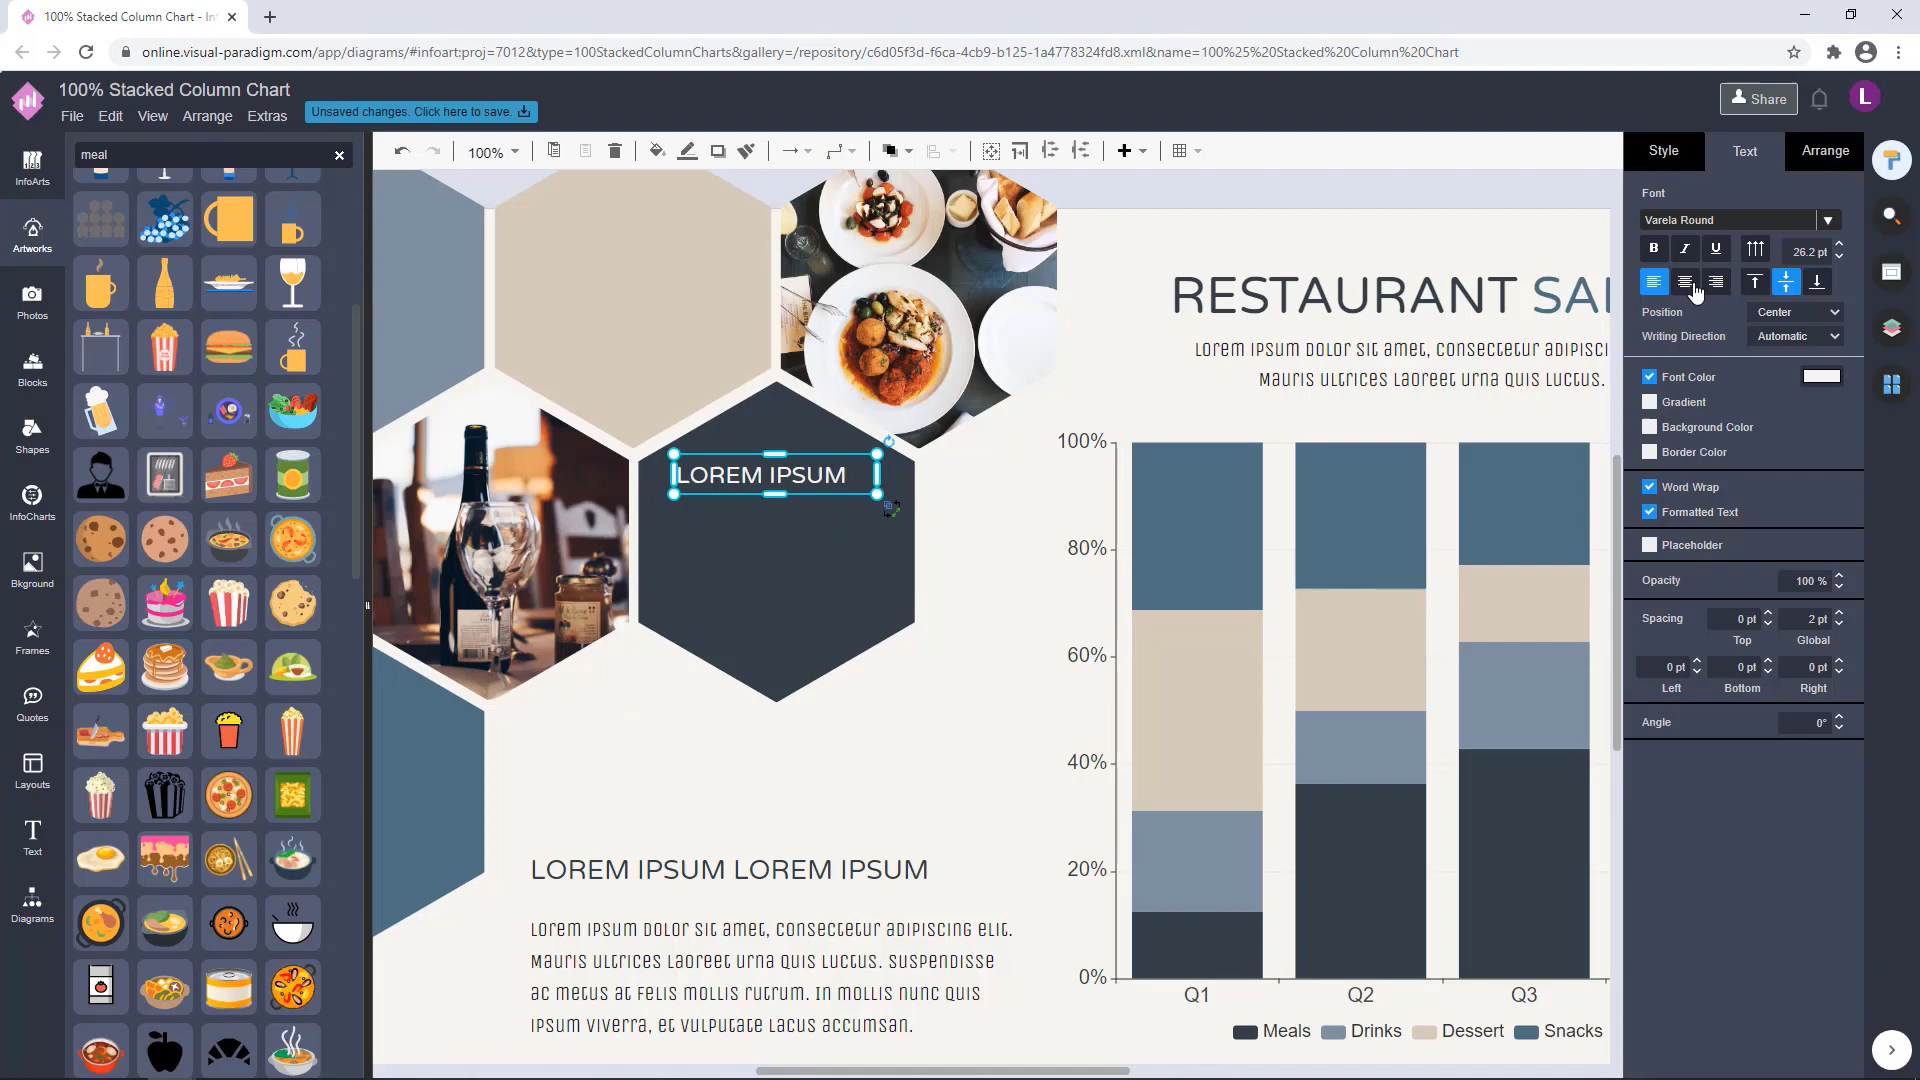 100% Stacked Column Chart - Inf
online.visual-paradigm.com/app/diagrams/#infoart:proj=7012&type=100StackedColumnCharts&gallery=/repository/c6d05f3d-f6ca-4cb9-b125-1a4778324fd8.xml&name=100%25%20Stacked%20Column%20Chart
100% Stacked Column Chart
File Edit View Arrange Extras
Unsaved changes. Click here to save.
Share
L
InfoArts
Artworks
Photos
Blocks
Shapes
InfoCharts
Bkground
Frames
Quotes
Layouts
Text
Diagrams
meal
100%
Style Text Arrange
Font
Varela Round
B I U
26.2 pt
Position Center
Writing Direction Automatic
Font Color
Gradient
Background Color
Border Color
Word Wrap
Formatted Text
Placeholder
Opacity 100 %
Spacing 0 pt 2 pt
Top Global
0 pt 0 pt 0 pt
Left Bottom Right
Angle 0°
LOREM IPSUM
LOREM IPSUM LOREM IPSUM
Lorem ipsum dolor sit amet, consectetur adipiscing elit.
Mauris ultrices laoreet urna quis luctus. Suspendisse
ac metus at felis mollis rutrum. In mollis nunc quis
ipsum viverra, et vulputate lacus accumsan.
RESTAURANT SAL
Lorem ipsum dolor sit amet, consectetur adipisci
Mauris ultrices laoreet urna quis luctus.
100%
80%
60%
40%
20%
0%
Q1 Q2 Q3
Meals Drinks Dessert Snacks